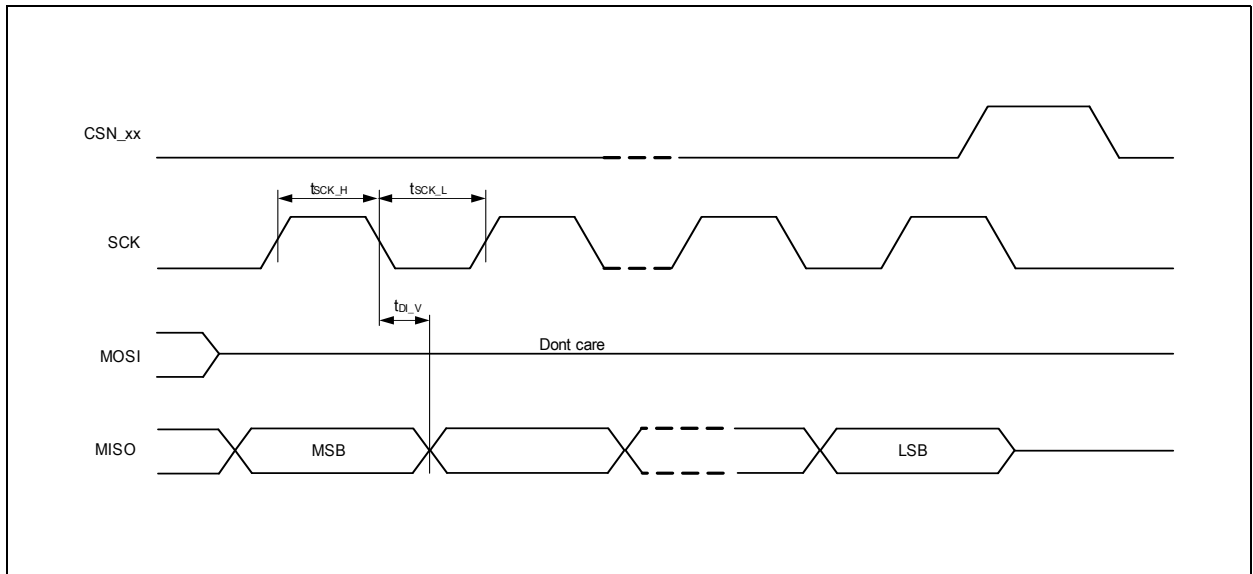 CSN_xx
tSCK_H
tSCK_L
SCK
tDI_V
MOSI
Dont care
MISO
MSB
LSB